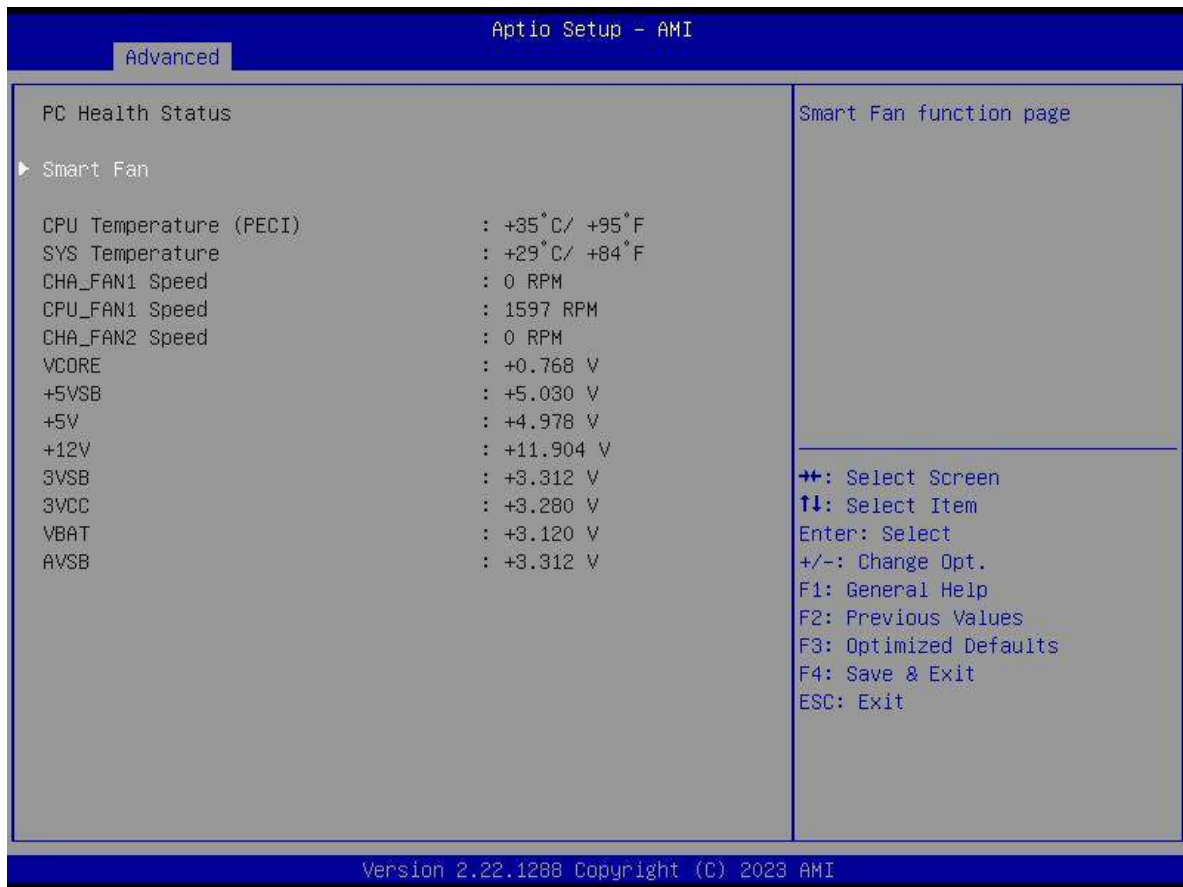 Aptio Setup - AMI
Advanced
PC Health Status
Smart Fan
CPU Temperature (PECI) : +35°C/ +95°F
SYS Temperature : +29°C/ +84°F
CHA_FAN1 Speed : 0 RPM
CPU_FAN1 Speed : 1597 RPM
CHA_FAN2 Speed : 0 RPM
VCORE : +0.768 V
+5VSB : +5.030 V
+5V : +4.978 V
+12V : +11.904 V
3VSB : +3.312 V
3VCC : +3.280 V
VBAT : +3.120 V
AVSB : +3.312 V
Smart Fan function page
→←: Select Screen
↑↓: Select Item
Enter: Select
+/-: Change Opt.
F1: General Help
F2: Previous Values
F3: Optimized Defaults
F4: Save & Exit
ESC: Exit
Version 2.22.1288 Copyright (C) 2023 AMI